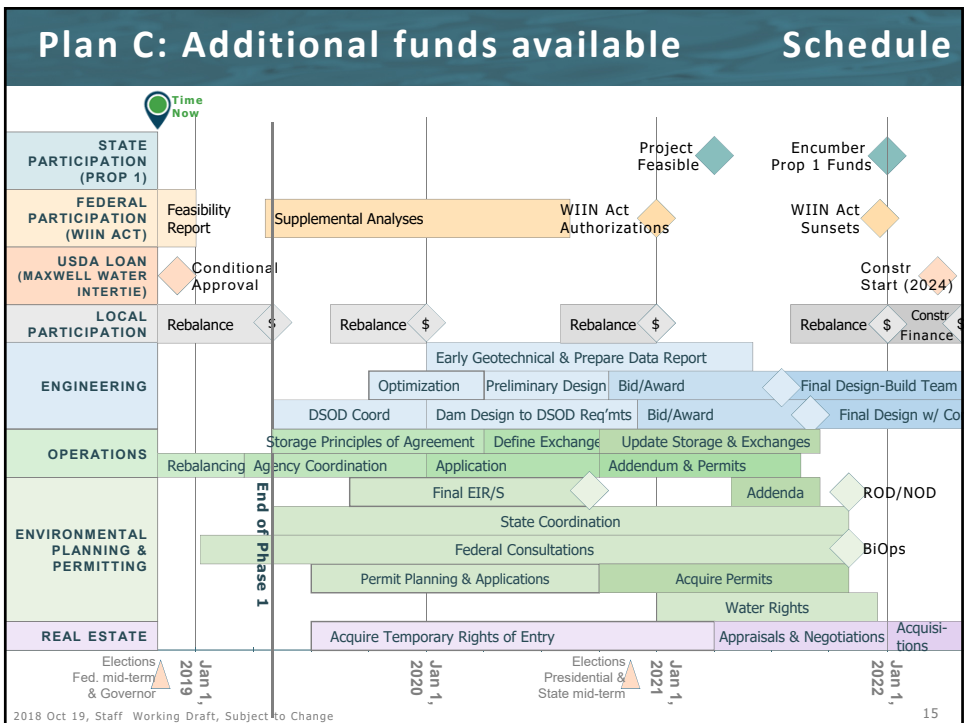 Plan C: Additional funds available Schedule
Time
Now
STATE
PARTICIPATION
(PROP 1)
Project
Feasible
Encumber
Prop 1 Funds
FEDERAL
PARTICIPATION
(WIIN ACT)
Feasibility
Report
Supplemental Analyses
WIIN Act
Authorizations
WIIN Act
Sunsets
USDA LOAN
(MAXWELL WATER
INTERTIE)
Conditional
Approval
Constr
Start (2024)
LOCAL
PARTICIPATION
Rebalance $
Rebalance $
Rebalance $
Rebalance $
Constr
Finance $
ENGINEERING
Early Geotechnical & Prepare Data Report
Optimization Preliminary Design Bid/Award Final Design-Build Team
DSOD Coord Dam Design to DSOD Req'mts Bid/Award Final Design w/ Co
OPERATIONS
Storage Principles of Agreement Define Exchange Update Storage & Exchanges
Rebalancing Agency Coordination Application Addendum & Permits
End of Phase 1
ENVIRONMENTAL
PLANNING &
PERMITTING
Final EIR/S Addenda ROD/NOD
State Coordination
Federal Consultations BiOps
Permit Planning & Applications Acquire Permits
Water Rights
REAL ESTATE
Acquire Temporary Rights of Entry Appraisals & Negotiations Acquisi-
tions
Elections
Fed. mid-term
& Governor
Jan 1,
2019
Jan 1,
2020
Elections
Presidential &
State mid-term
Jan 1,
2021
Jan 1,
2022
2018 Oct 19, Staff Working Draft, Subject to Change
15